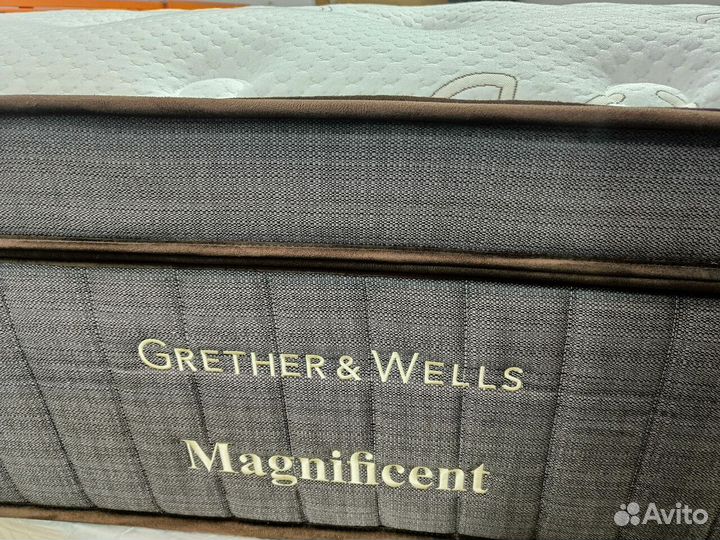 GRETHER & WELLS
Magnificent
Avito